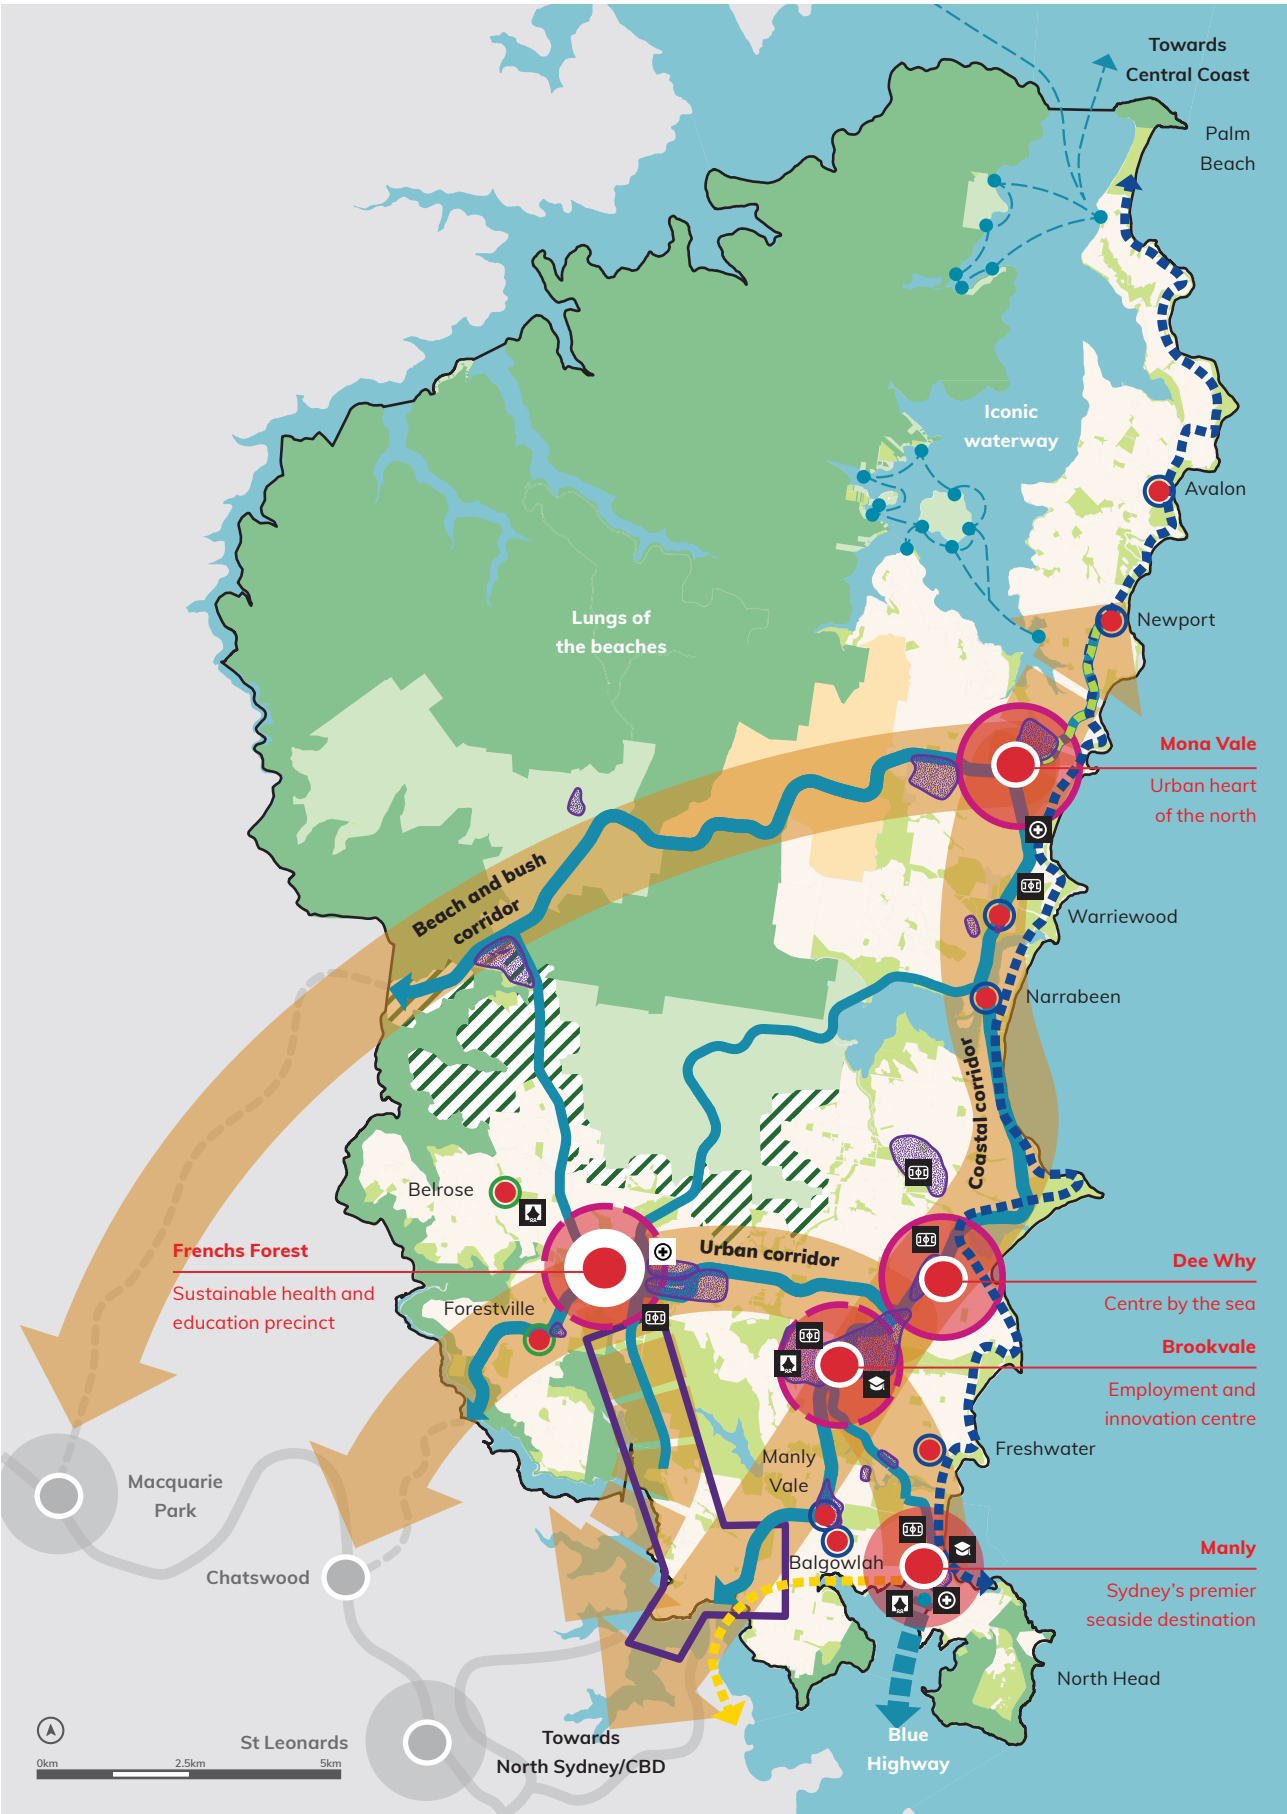 Towards
Central Coast
Palm
Beach
Iconic
waterway
Avalon
Lungs of
the beaches
Newport
Mona Vale
Urban heart
of the north
Beach and bush
corridor
Warriewood
Narrabeen
Coastal corridor
Belrose
Frenchs Forest
Sustainable health and
education precinct
Urban corridor
Dee Why
Centre by the sea
Forestville
Brookvale
Employment and
innovation centre
Freshwater
Manly
Vale
Macquarie
Park
Chatswood
Balgowlah
Manly
Sydney's premier
seaside destination
North Head
St Leonards
Towards
North Sydney/CBD
Blue
Highway
0km
2.5km
5km